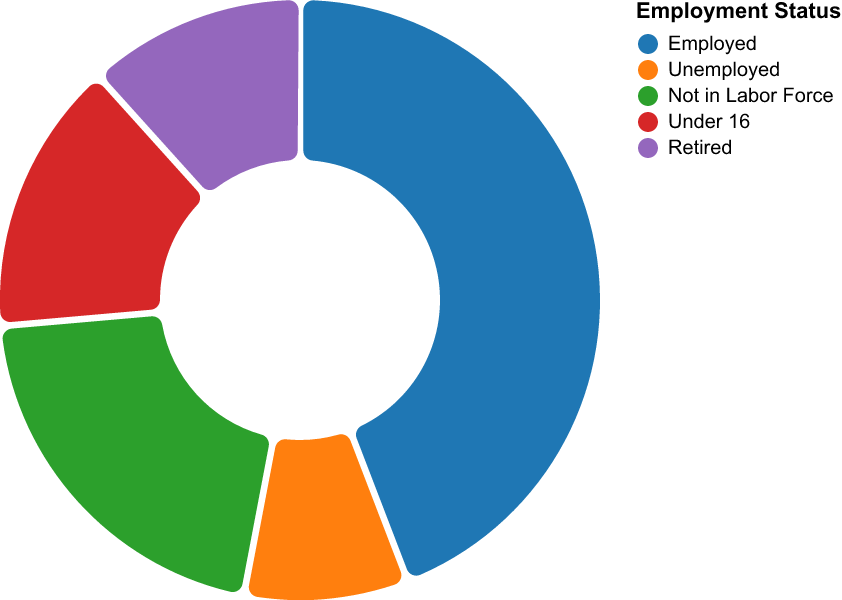 Employment Status
Employed
Unemployed
Not in Labor Force
Under 16
Retired